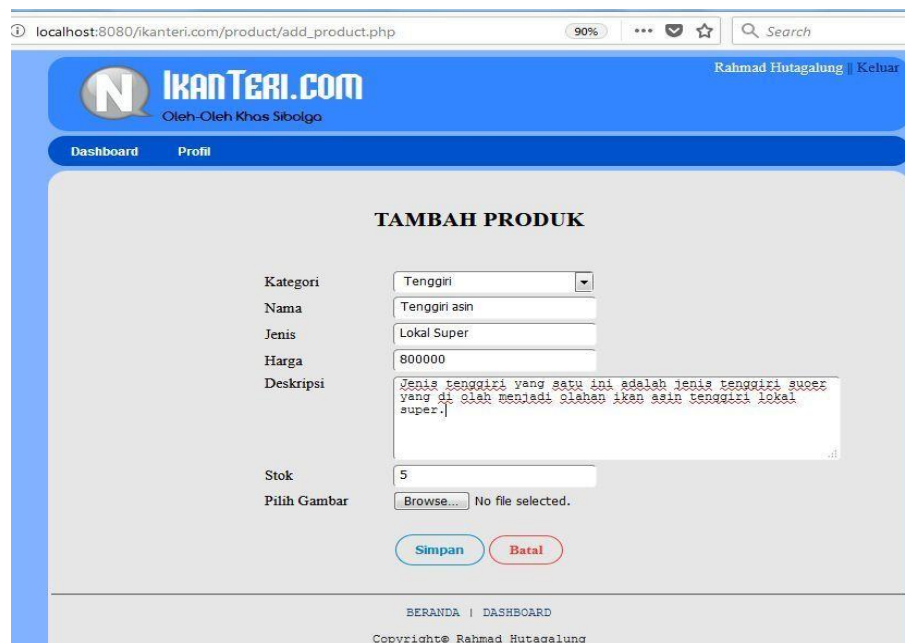 localhost:8080/ikanteri.com/product/add_product.php 90% Search
Rahmad Hutagalung || Keluar
N IKANTERI.COM
Oleh-Oleh Khas Sibolga
Dashboard Profil
TAMBAH PRODUK
Kategori Tenggiri
Nama Tenggiri asin
Jenis Lokal Super
Harga 800000
Deskripsi Jenis tenggiri yang satu ini adalah jenis tenggiri suoer
yang di olah menjadi olahan ikan asin tenggiri lokal
super.
Stok 5
Pilih Gambar Browse... No file selected.
Simpan Batal
BERANDA | DASHBOARD
Copyright© Rahmad Hutagalung